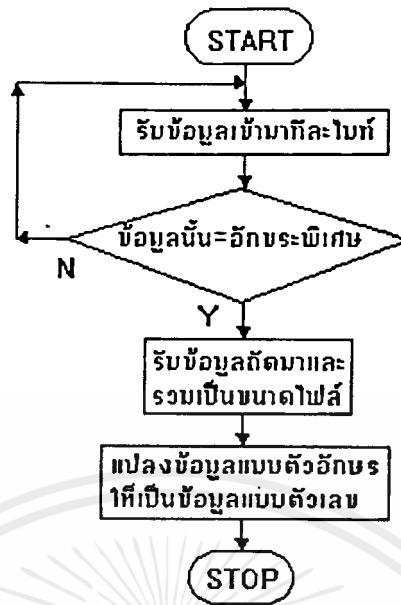 START
รับข้อมูลเข้ามาทีละไบท์
ข้อมูลนั้น=อักขระพิเศษ
N
Y
รับข้อมูลถัดมาและ
รวมเป็นขนาดไฟล์
แปลงข้อมูลแบบตัวอักษร
ให้เป็นข้อมูลแบบตัวเลข
STOP